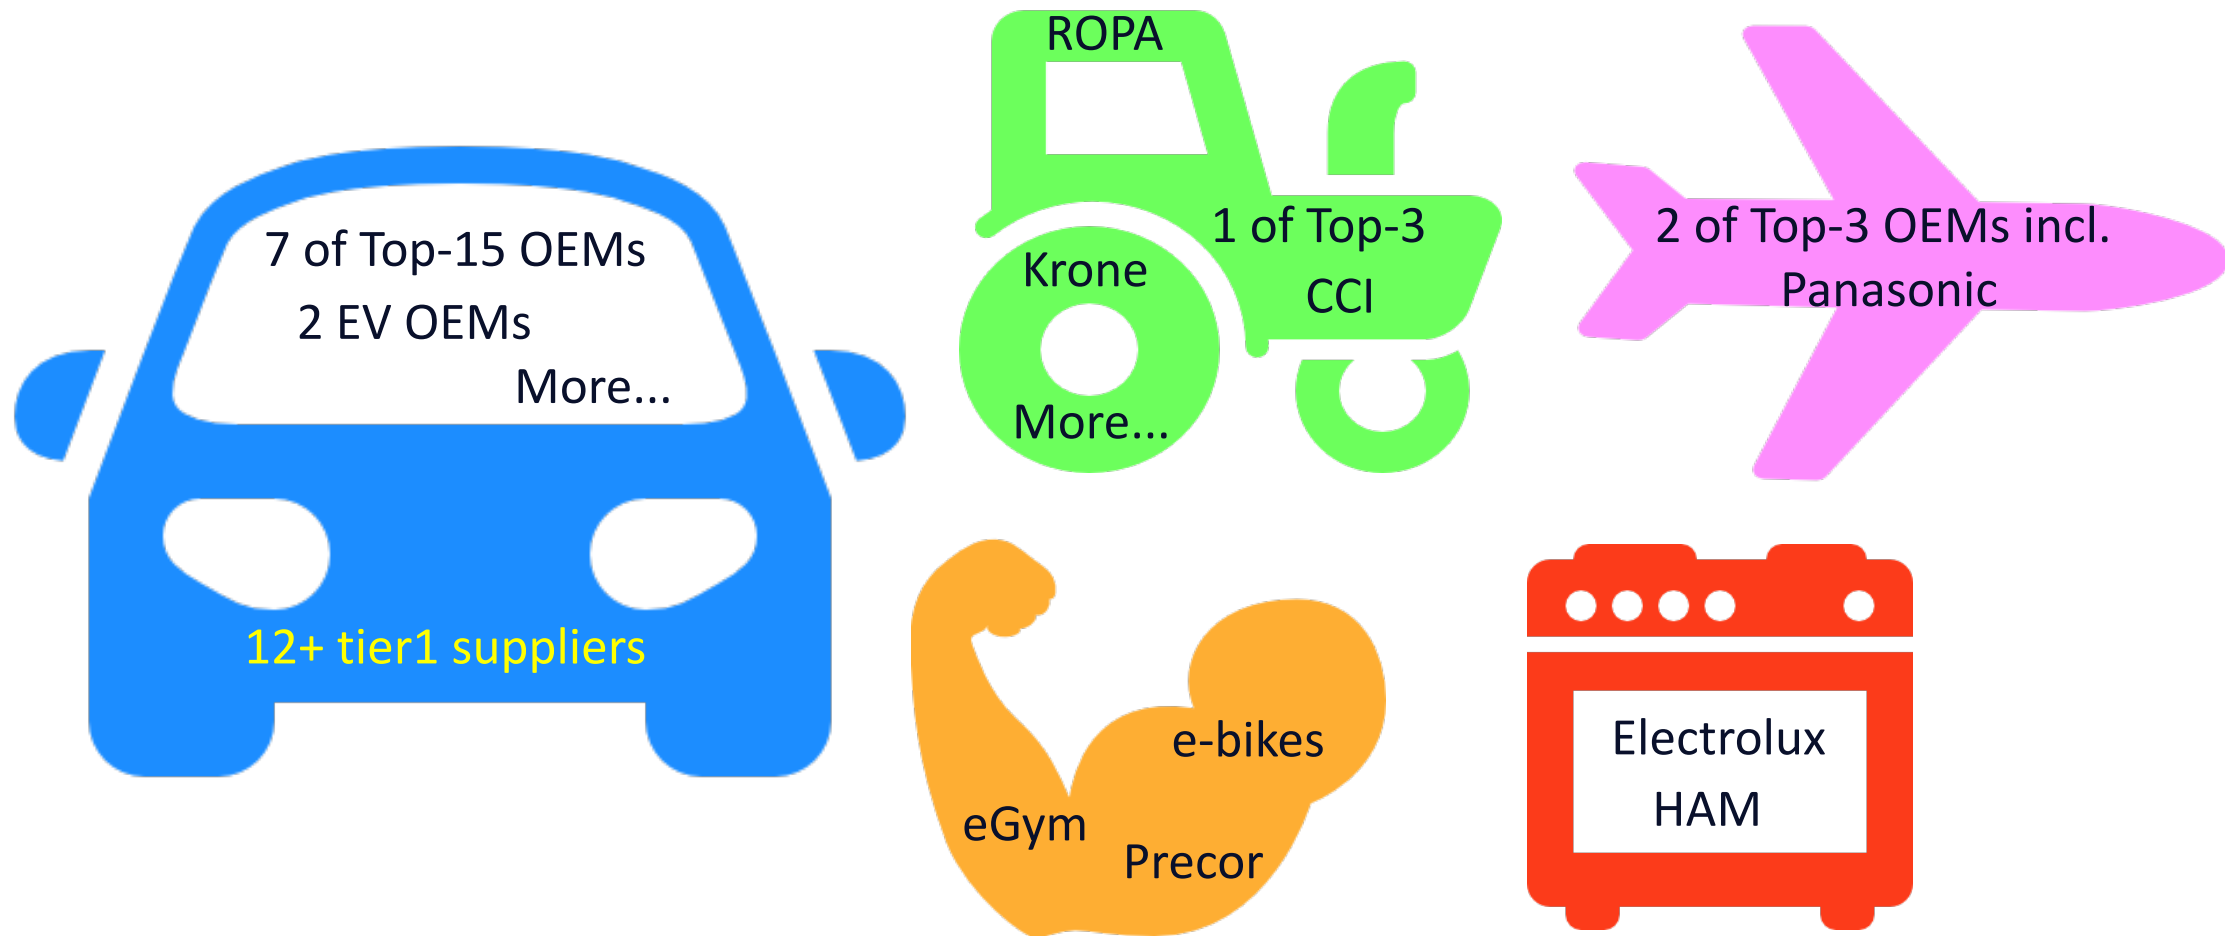 7 of Top-15 OEMs
2 EV OEMs
More...
12+ tier1 suppliers
ROPA
Krone
More...
1 of Top-3
CCI
2 of Top-3 OEMs incl.
Panasonic
e-bikes
eGym
Precor
Electrolux
HAM